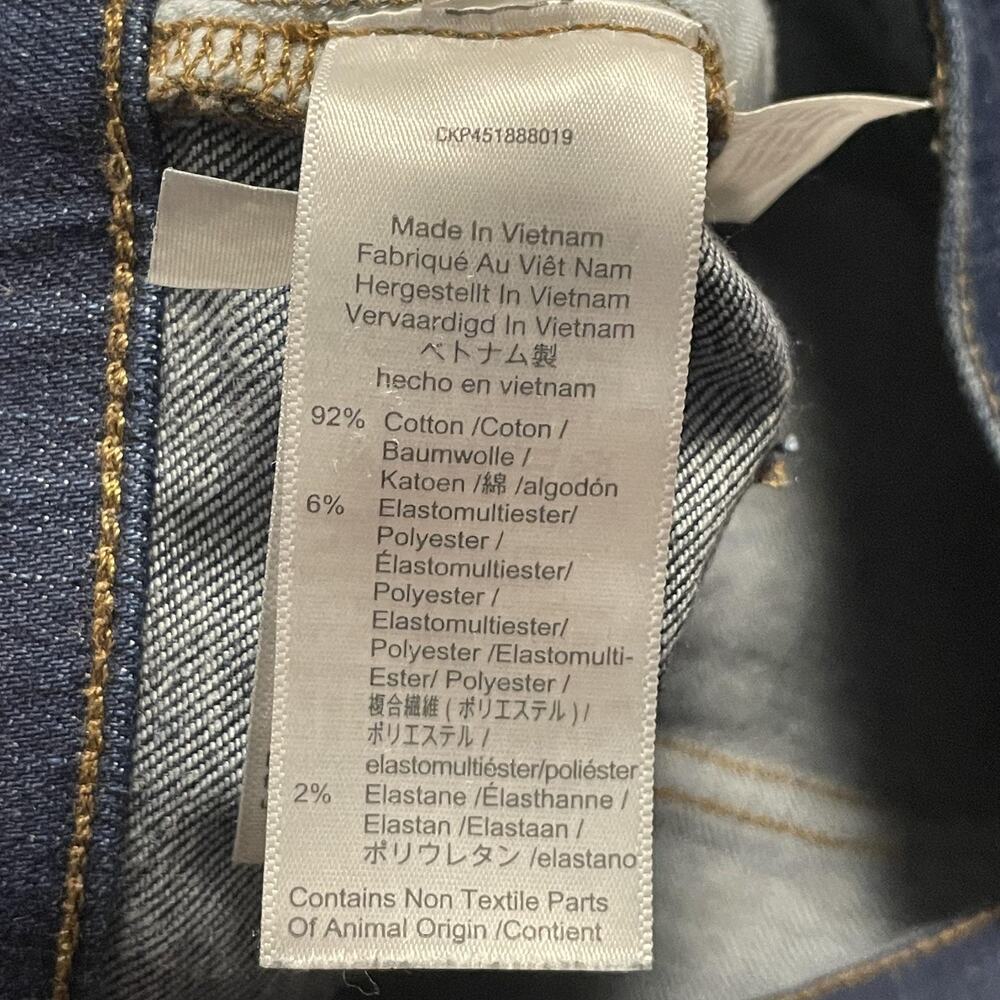 CKP451888019
Made In Vietnam
Fabriqué Au Viêt Nam
Hergestellt In Vietnam
Vervaardigd In Vietnam
ベトナム製
hecho en vietnam
92% Cotton /Coton /
Baumwolle /
Katoen /綿 /algodón
6% Elastomultiester/
Polyester /
Élastomultiester/
Polyester /
Elastomultiester/
Polyester /Elastomulti-
Ester/ Polyester /
複合繊維 ( ポリエステル ) /
ポリエステル /
elastomultiéster/poliéster
2% Elastane /Élasthanne /
Elastan /Elastaan /
ポリウレタン /elastano
Contains Non Textile Parts
Of Animal Origin /Contient